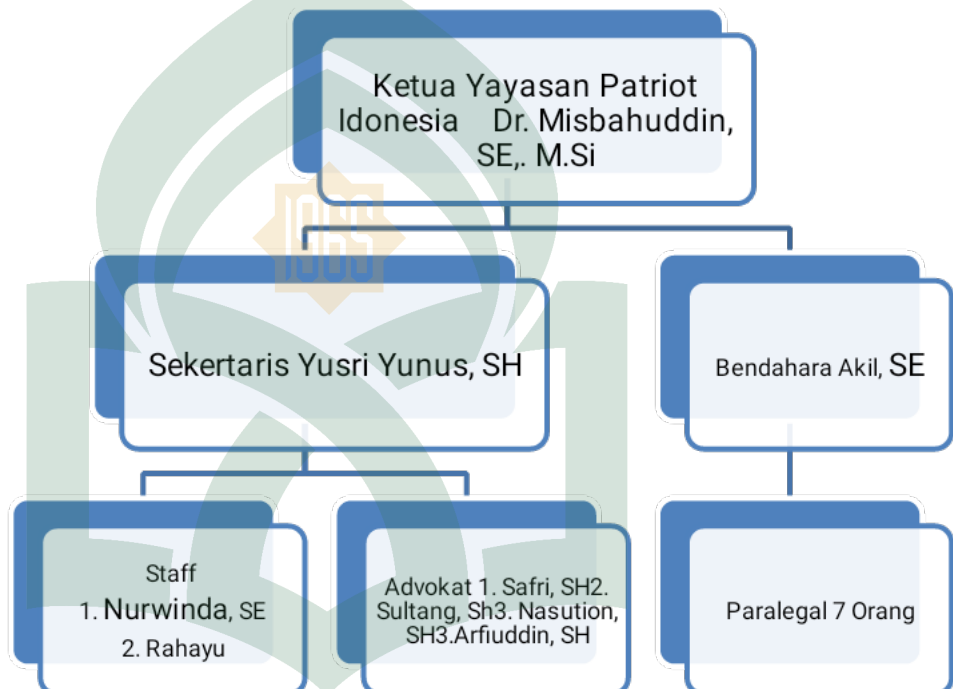 Ketua Yayasan Patriot
Idonesia Dr. Misbahuddin,
SE,. M.Si
1965
Sekertaris Yusri Yunus, SH
Bendahara Akil, SE
Staff
1. Nurwinda, SE
2. Rahayu
Advokat 1. Safri, SH2.
Sultang, Sh3. Nasution,
SH3.Arfiuddin, SH
Paralegal 7 Orang